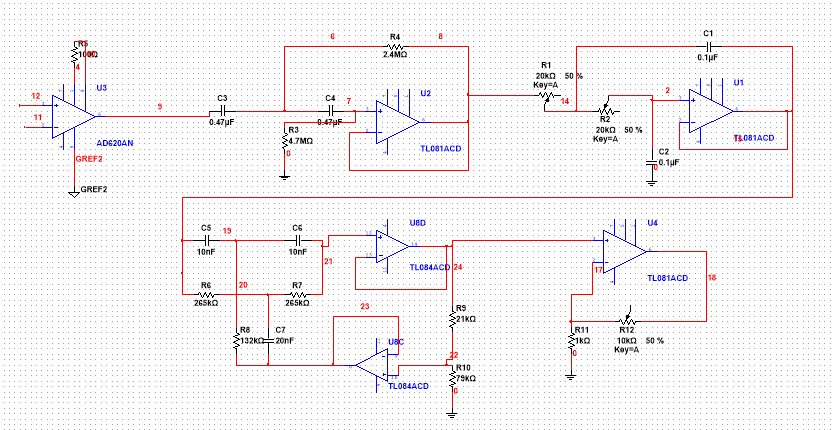 R5
100Ω
4
12
11
U3
AD620AN
GREF2
GREF2
9
C3
0.47µF
6
R4
8
2.4MΩ
C4
7
0.47µF
R3
4.7MΩ
0
U2
TL081ACD
R1
20kΩ 50 %
Key=A
14
R2
20kΩ 50 %
Key=A
C1
0.1µF
2
U1
TL081ACD
C2
0.1µF
0
C5
19
10nF
C6
10nF
21
R6
20
265kΩ
R7
265kΩ
R8
132kΩ
C7
20nF
U8D
TL084ACD
24
23
U8C
TL084ACD
R9
21kΩ
22
R10
79kΩ
0
U4
TL081ACD
17
18
R11
1kΩ
0
R12
10kΩ 50 %
Key=A